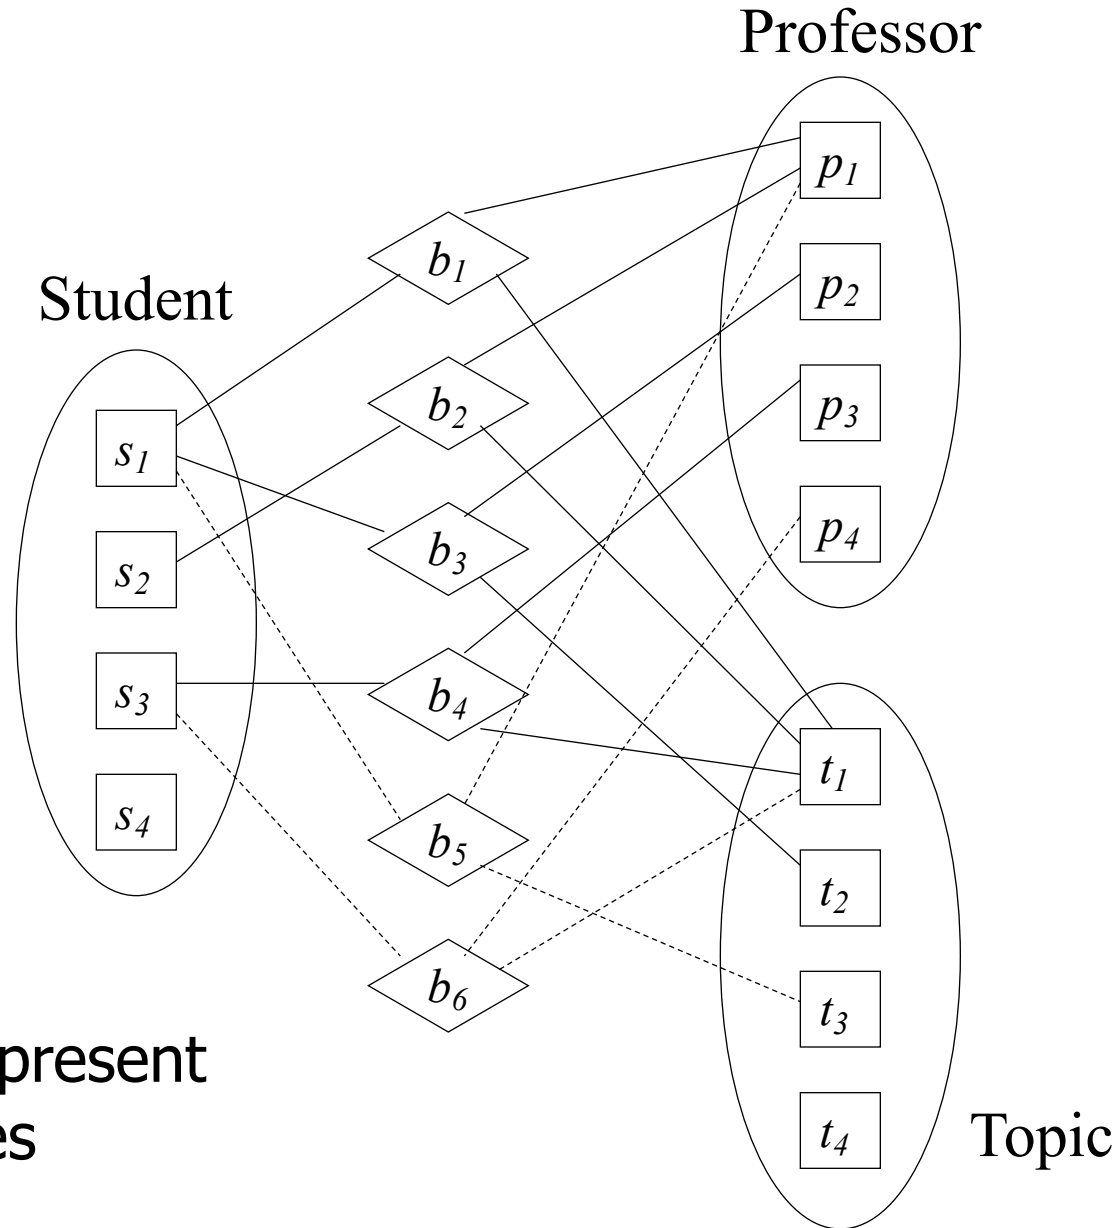 Professor
p1
b1
p2
Student
b2
p3
s1
p4
b3
s2
b4
s3
t1
s4
b5
t2
b6
t3
present
es
t4
Topic